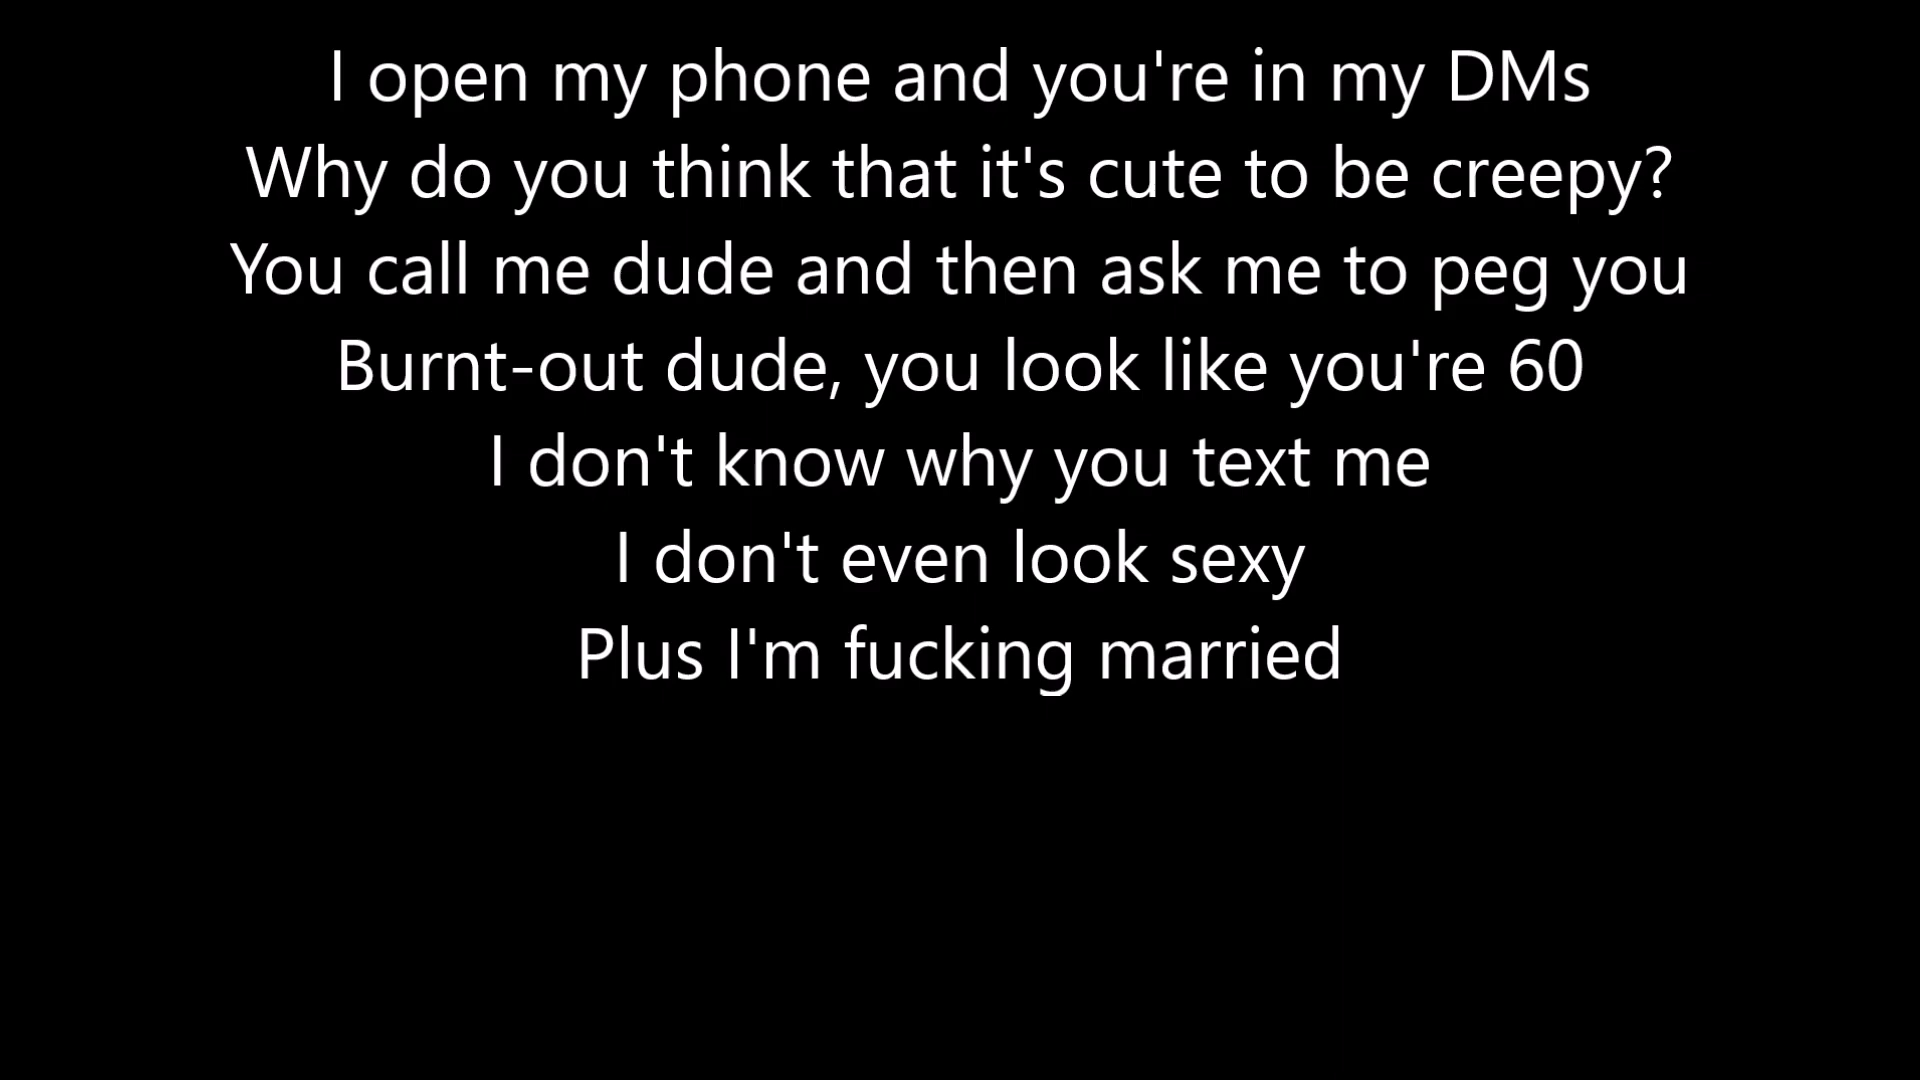 I open my phone and you're in my DMs
Why do you think that it's cute to be creepy?
You call me dude and then ask me to peg you
Burnt-out dude, you look like you're 60
I don't know why you text me
I don't even look sexy
Plus I'm fucking married